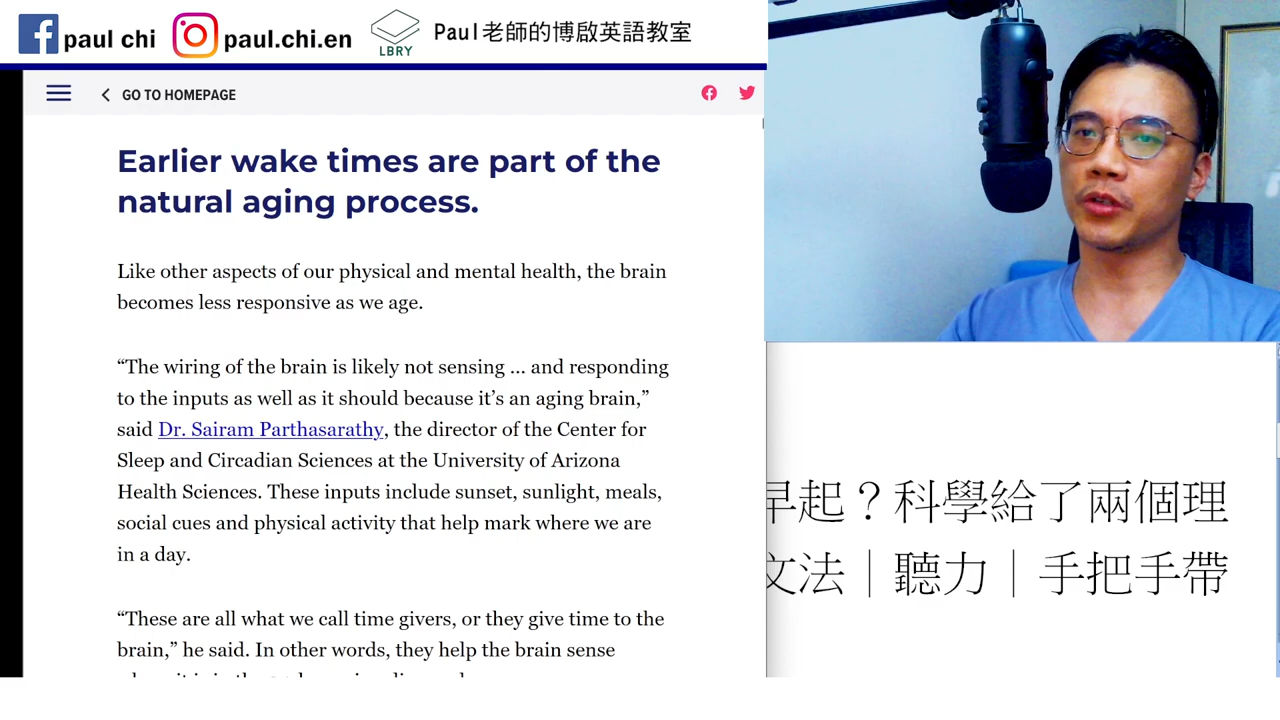 paul chi
paul.chi.en
LBRY
Paul老師的博啟英語教室
GO TO HOMEPAGE
Earlier wake times are part of the
natural aging process.
Like other aspects of our physical and mental health, the brain
becomes less responsive as we age.
“The wiring of the brain is likely not sensing ... and responding
to the inputs as well as it should because it’s an aging brain,”
said Dr. Sairam Parthasarathy, the director of the Center for
Sleep and Circadian Sciences at the University of Arizona
Health Sciences. These inputs include sunset, sunlight, meals,
social cues and physical activity that help mark where we are
in a day.
“These are all what we call time givers, or they give time to the
brain,” he said. In other words, they help the brain sense
早起？科學給了兩個理
文法｜聽力｜手把手帶